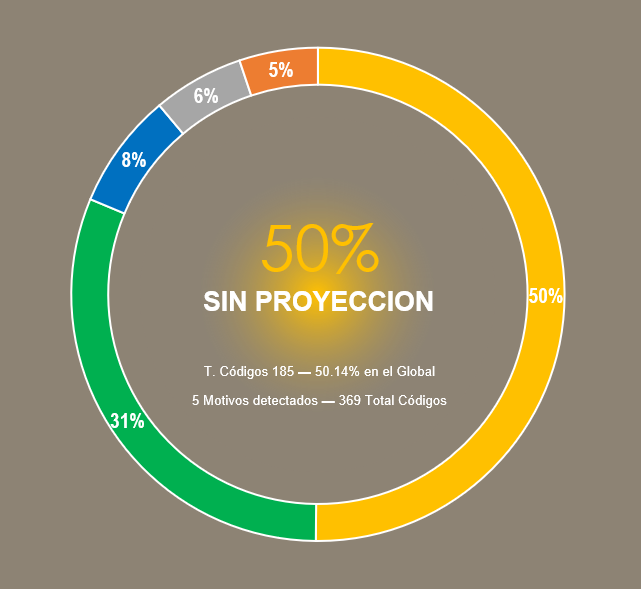 5%
6%
8%
50%
SIN PROYECCION
50%
T. Códigos 185 — 50.14% en el Global
5 Motivos detectados — 369 Total Códigos
31%